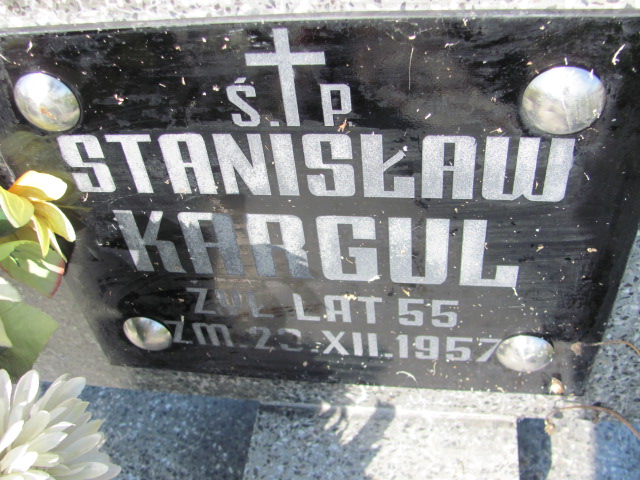 Ś. P.
STANISŁAW
KARGUL
ŻYŁ LAT 55
ZM. 23.XII.1957